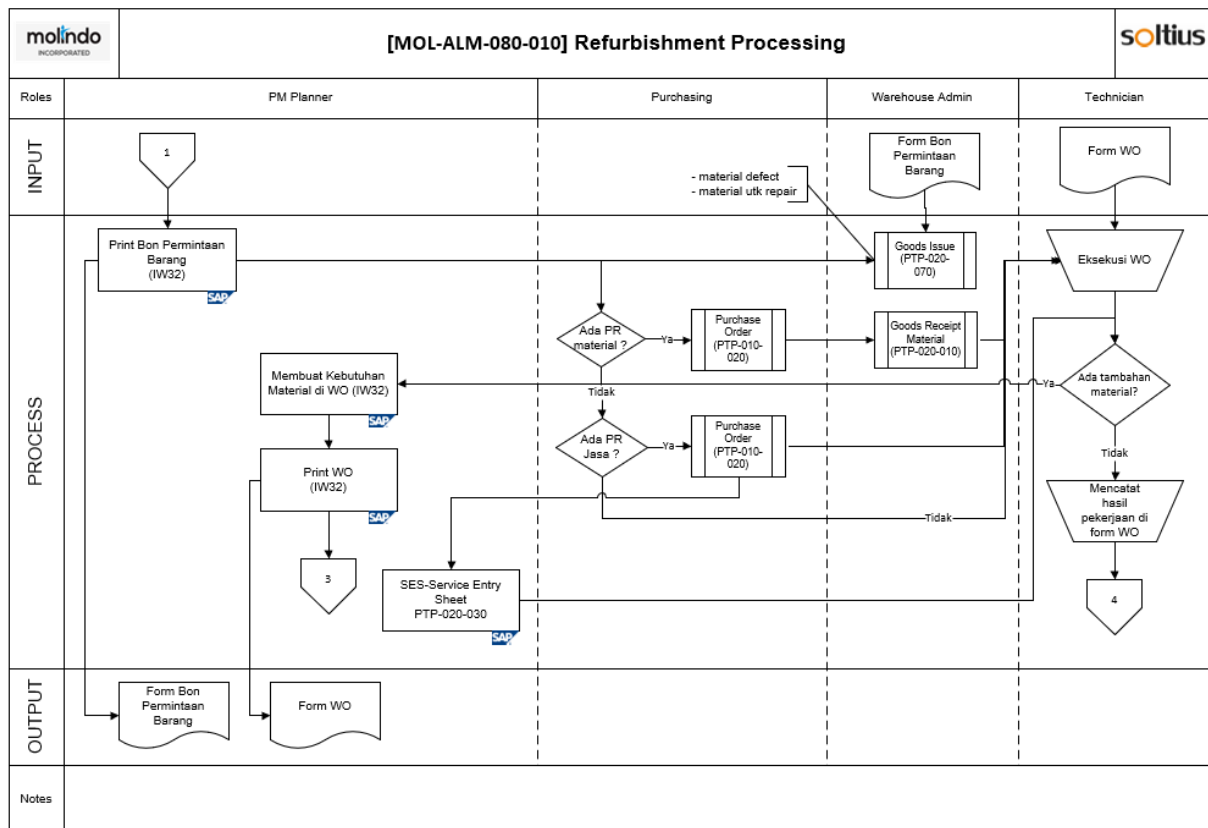 molindo
INCORPORATED
[MOL-ALM-080-010] Refurbishment Processing
soltius
Roles
PM Planner
Purchasing
Warehouse Admin
Technician
INPUT
1
- material defect
- material utk repair
Form Bon
Permintaan
Barang
Form WO
PROCESS
Print Bon Permintaan
Barang
(IW32)
SAP
Goods Issue
(PTP-020-
070)
Eksekusi WO
Ada PR
material ?
Ya
Purchase
Order
(PTP-010-
020)
Goods Receipt
Material
(PTP-020-010)
Membuat Kebutuhan
Material di WO (IW32)
SAP
Tidak
Ya
Ada tambahan
material?
Ada PR
Jasa ?
Ya
Purchase
Order
(PTP-010-
020)
Tidak
Print WO
(IW32)
SAP
Tidak
Mencatat
hasil
pekerjaan di
form WO
3
SES-Service Entry
Sheet
PTP-020-030
SAP
4
OUTPUT
Form Bon
Permintaan
Barang
Form WO
Notes